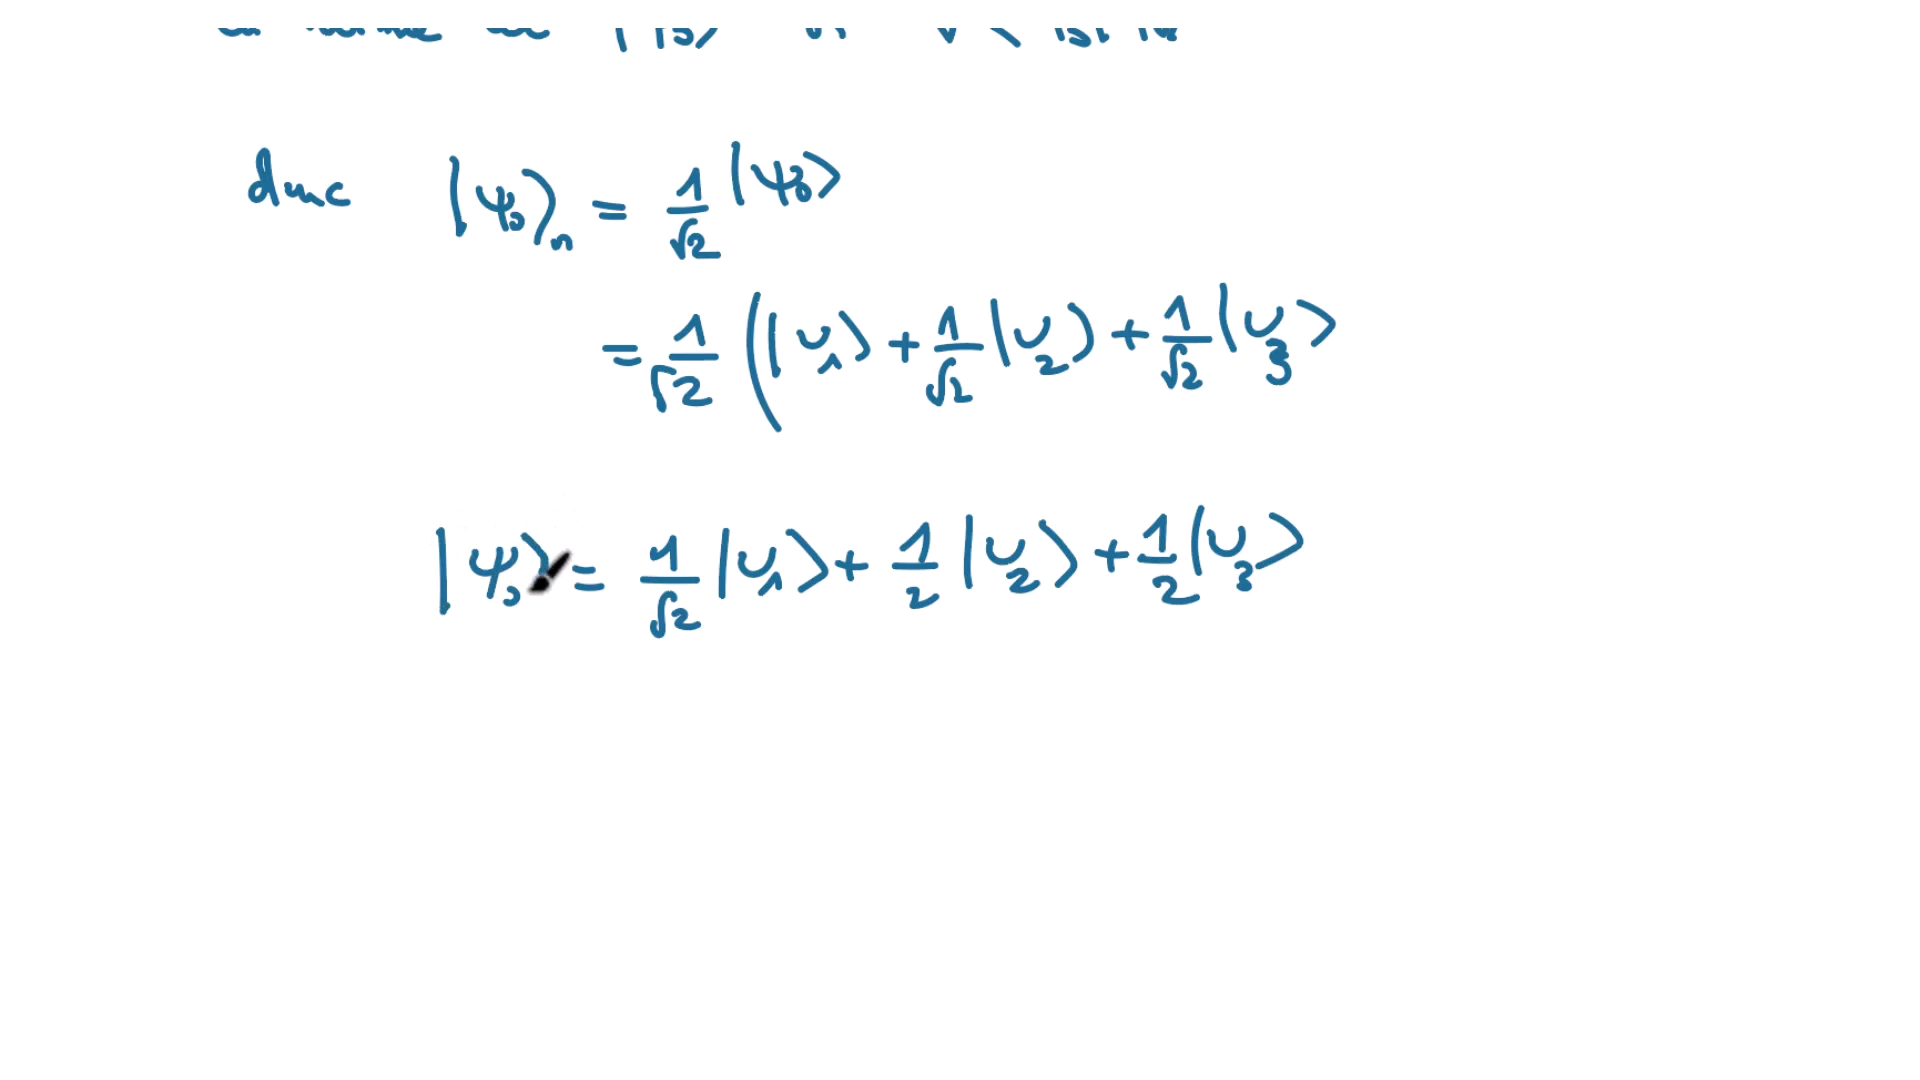 donc |ψ₀⟩ₙ = 1/√2 |ψ₀⟩
= 1/√2 (|u₁⟩ + 1/√2 |u₂⟩ + 1/√2 |u₃⟩
|ψ₀⟩ = 1/√2 |u₁⟩ + 1/2 |u₂⟩ + 1/2 |u₃⟩